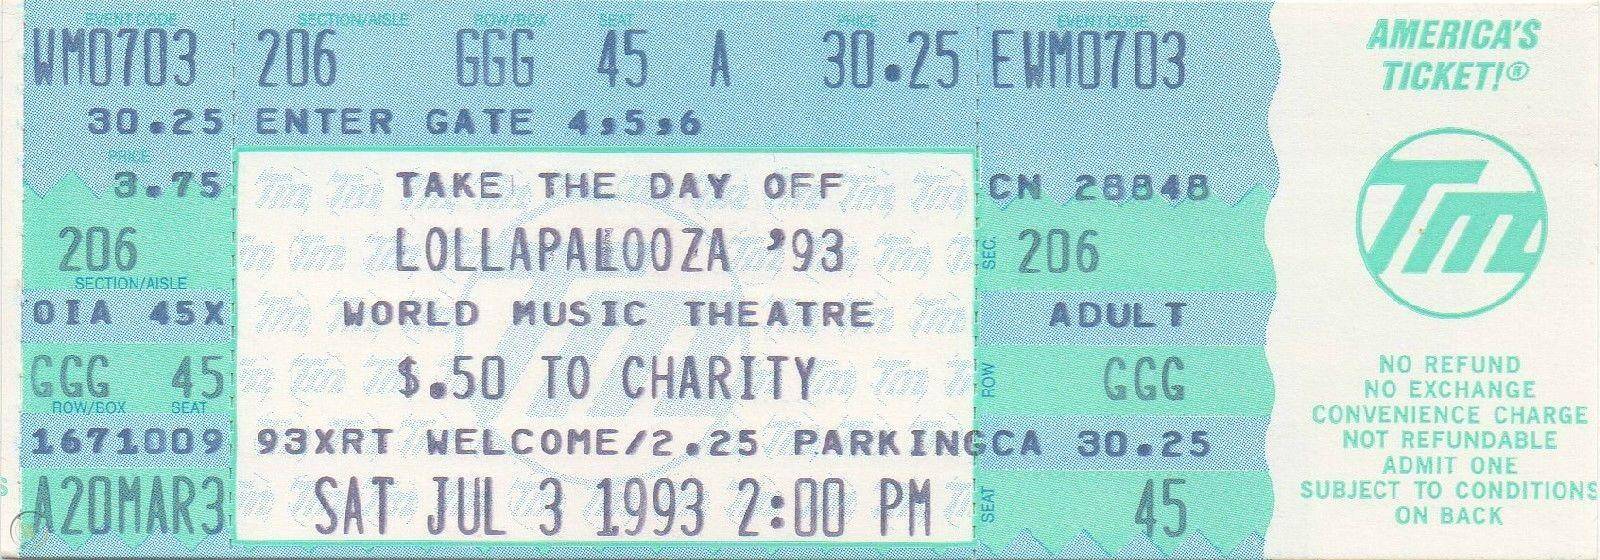 EVENT CODE SECTION/AISLE ROW/BOX SEAT PRICE EVENT CODE
WM0703 206 GGG 45 A 30.25 EWM0703
30.25 ENTER GATE 4,5,6
PRICE
3.75 TAKE THE DAY OFF CN 28848
206 LOLLAPALOOZA '93 SEC. 206
SECTION/AISLE
OIA 45X WORLD MUSIC THEATRE ADULT
GGG 45 $.50 TO CHARITY ROW GGG
ROW/BOX SEAT
1671009 93XRT WELCOME/2.25 PARKINGCA 30.25
A20MAR3 SAT JUL 3 1993 2:00 PM SEAT 45
AMERICA'S
TICKET!®
Tm
NO REFUND
NO EXCHANGE
CONVENIENCE CHARGE
NOT REFUNDABLE
ADMIT ONE
SUBJECT TO CONDITIONS
ON BACK